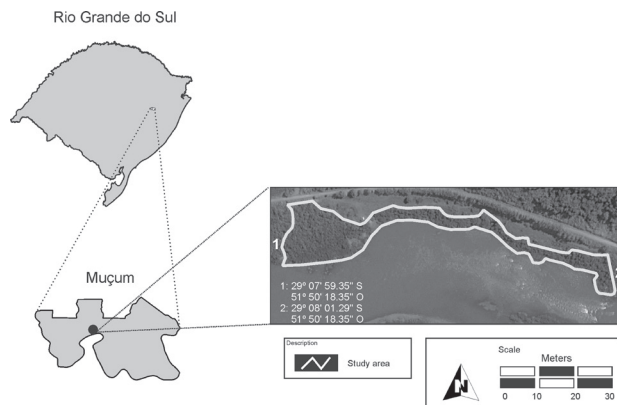 Rio Grande do Sul
Muçum
1
2
1: 29º 07' 59.35" S
51º 50' 18.35" O
2: 29º 08' 01.29" S
51º 50' 18.35" O
Description
Study area
N
Scale
Meters
0 10 20 30